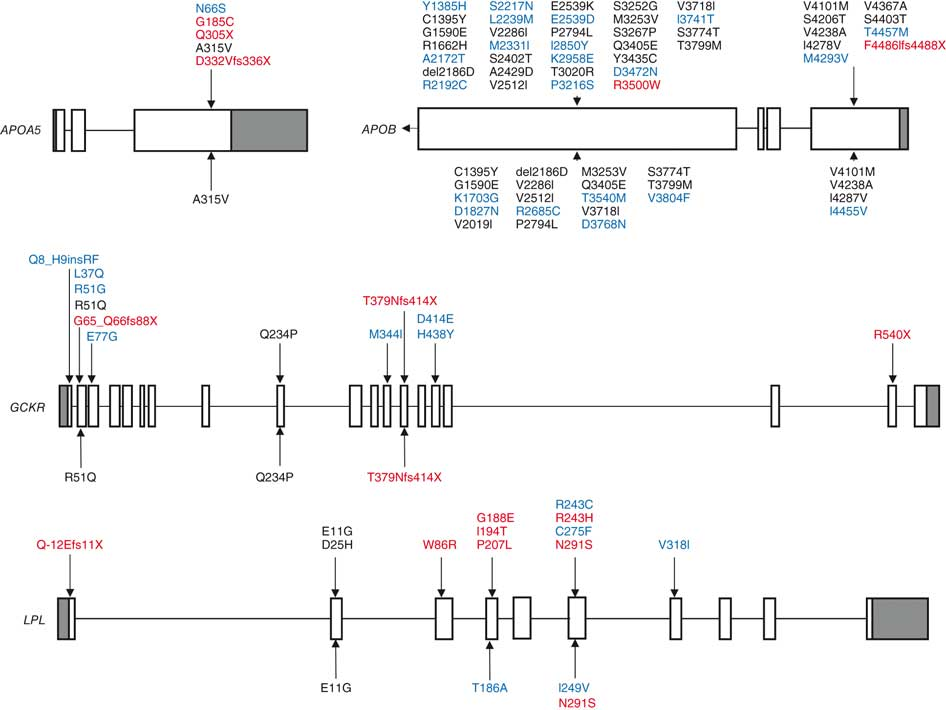 N66S
G185C
Q305X
A315V
D332Vfs336X
APOA5
A315V
Y1385H S2217N E2539K S3252G V3718I
C1395Y L2239M E2539D M3253V I3741T
G1590E V2286I P2794L S3267P S3774T
R1662H M2331I I2850Y Q3405E T3799M
A2172T S2402T K2958E Y3435C
del2186D A2429D T3020R D3472N
R2192C V2512I P3216S R3500W
V4101M V4367A
S4206T S4403T
V4238A T4457M
I4278V F4486Ifs4488X
M4293V
APOB
C1395Y del2186D M3253V S3774T
G1590E V2286I Q3405E T3799M
K1703G V2512I T3540M V3804F
D1827N R2685C V3718I
V2019I P2794L D3768N
V4101M
V4238A
I4287V
I4455V
Q8_H9insRF
L37Q
R51G
R51Q
G65_Q66fs88X
E77G
Q234P
T379Nfs414X
M344I
D414E
H438Y
R540X
GCKR
R51Q
Q234P
T379Nfs414X
Q-12Efs11X
E11G
D25H
W86R
G188E
I194T
P207L
R243C
R243H
C275F
N291S
V318I
LPL
E11G
T186A
I249V
N291S